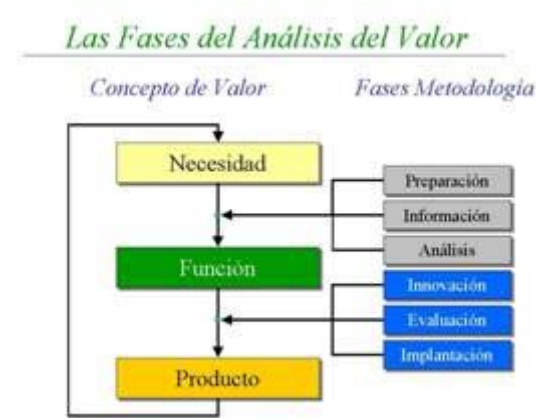 Las Fases del Análisis del Valor
Concepto de Valor
Fases Metodología
Necesidad
Preparación
Información
Análisis
Función
Innovación
Evaluación
Implantación
Producto